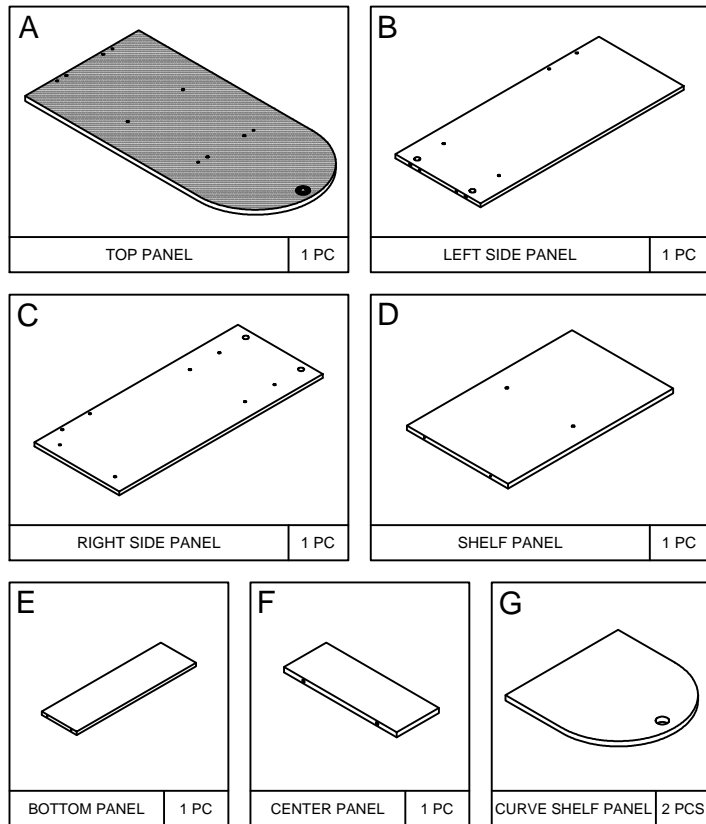 A
TOP PANEL 1 PC
B
LEFT SIDE PANEL 1 PC
C
RIGHT SIDE PANEL 1 PC
D
SHELF PANEL 1 PC
E
BOTTOM PANEL 1 PC
F
CENTER PANEL 1 PC
G
CURVE SHELF PANEL 2 PCS